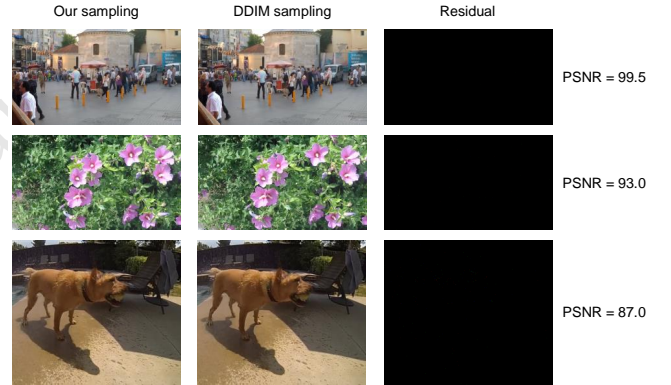 Our sampling DDIM sampling Residual
PSNR = 99.5
PSNR = 93.0
PSNR = 87.0